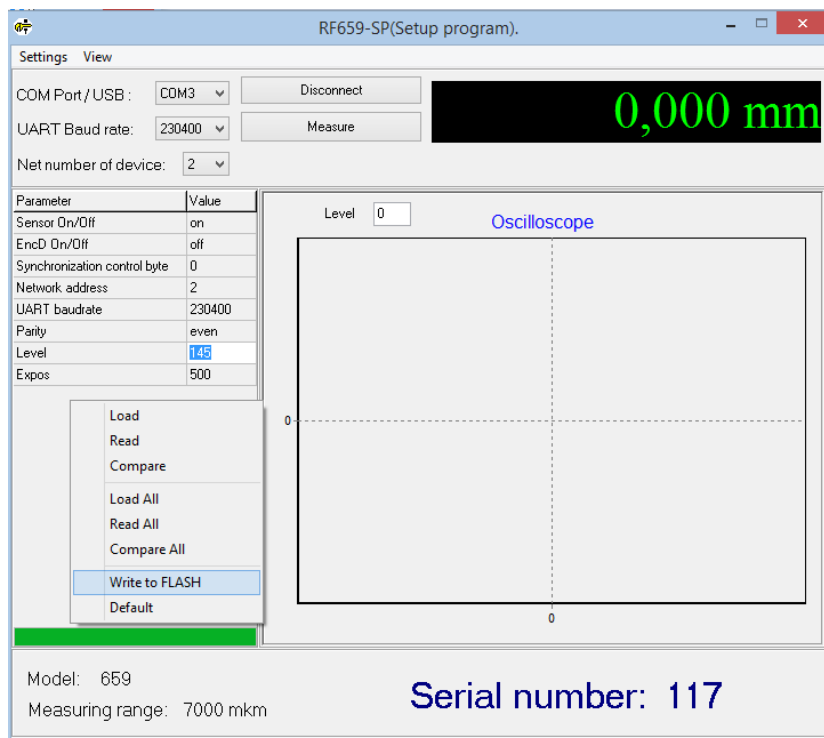 RF659-SP(Setup program).
Settings View
COM Port / USB : COM3 Disconnect
0,000 mm
UART Baud rate: 230400 Measure
Net number of device: 2
Parameter Value
Sensor On/Off on
EncD On/Off off
Synchronization control byte 0
Network address 2
UART baudrate 230400
Parity even
Level 145
Expos 500
Level 0
Oscilloscope
0
0
Load
Read
Compare
Load All
Read All
Compare All
Write to FLASH
Default
Model: 659
Measuring range: 7000 mkm
Serial number: 117